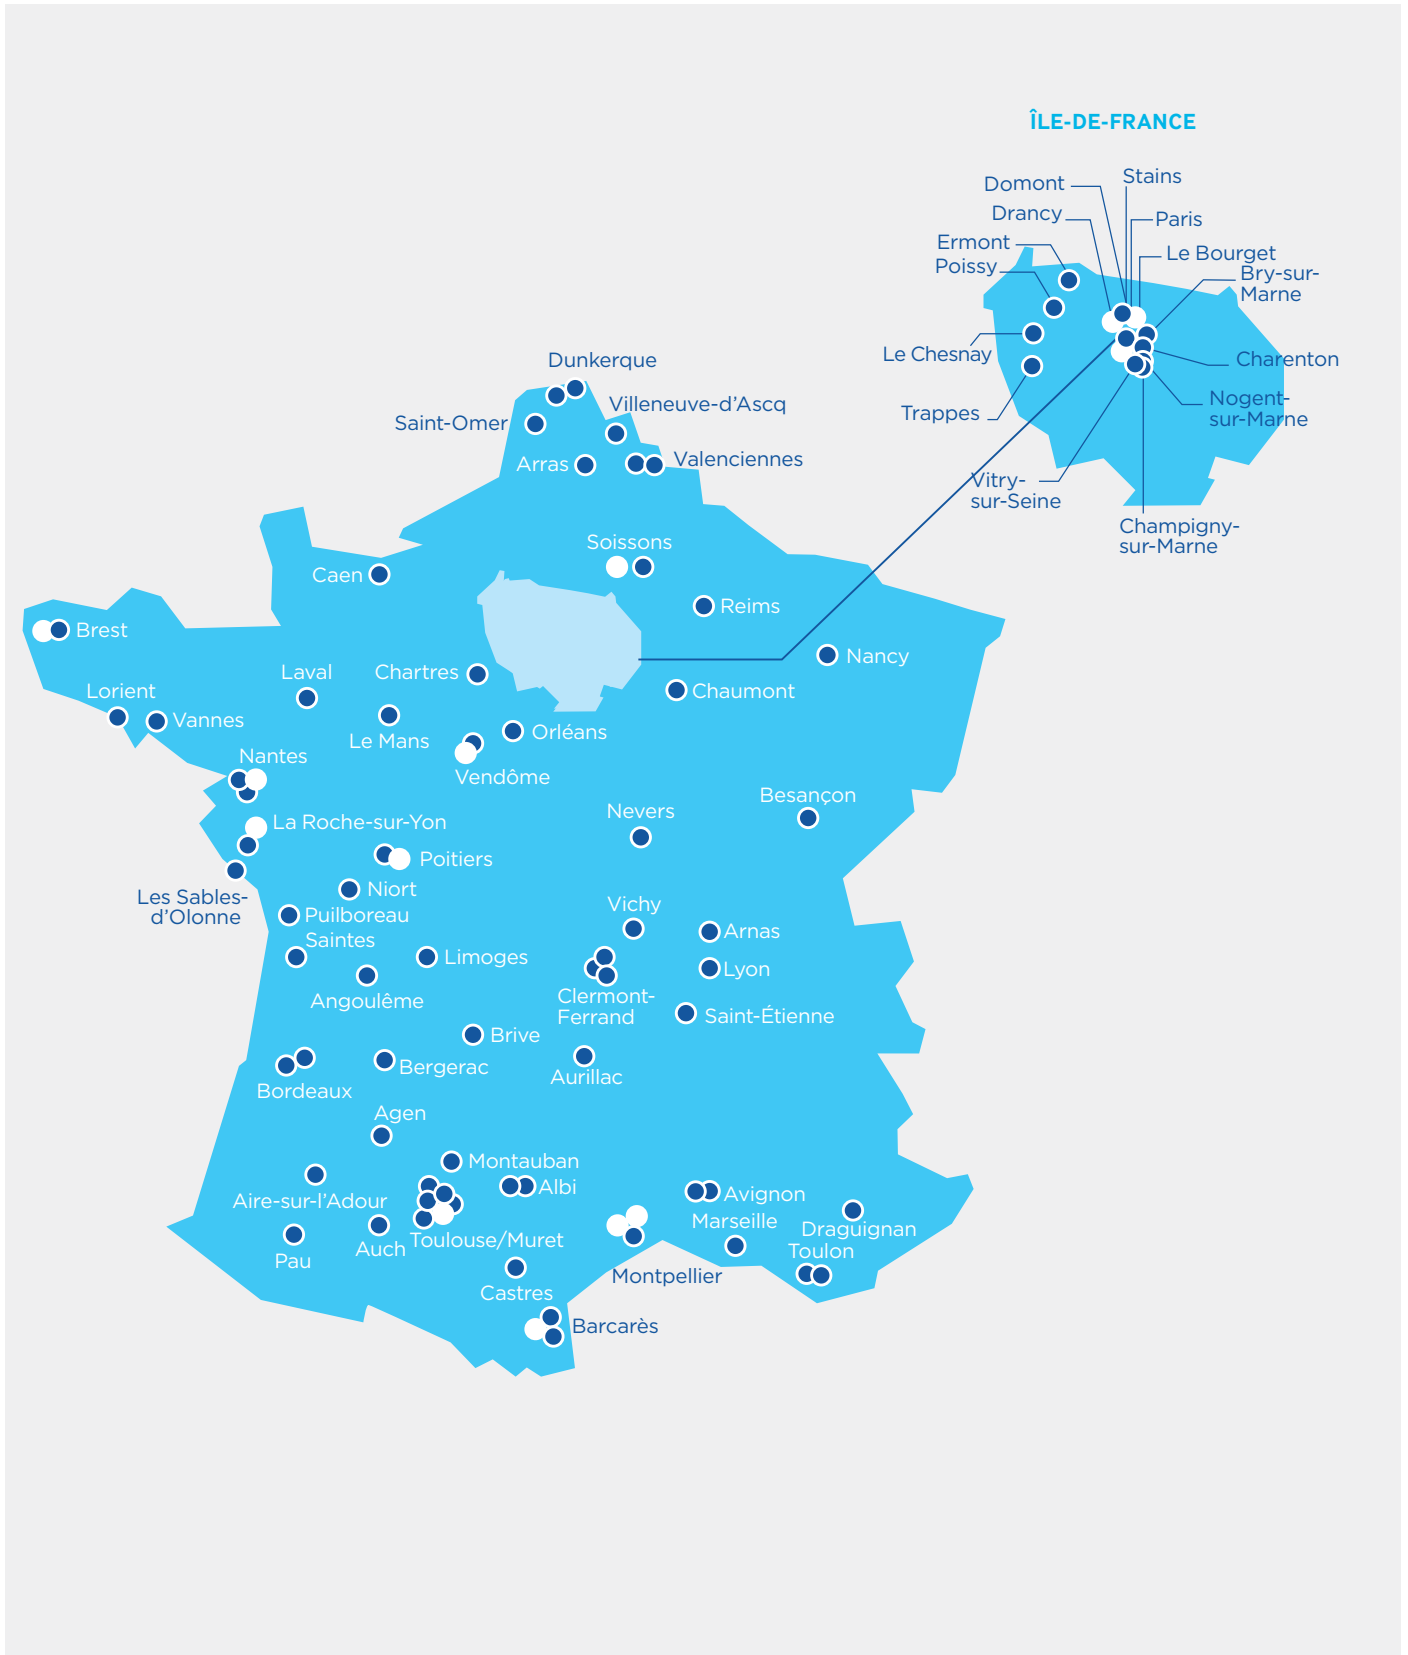 ÎLE-DE-FRANCE
Stains
Domont
Drancy
Paris
Ermont
Le Bourget
Poissy
Bry-sur-
Marne
Le Chesnay
Charenton
Trappes
Nogent-
sur-Marne
Vitry-
sur-Seine
Champigny-
sur-Marne
Dunkerque
Villeneuve-d’Ascq
Saint-Omer
Arras
Valenciennes
Soissons
Caen
Reims
Brest
Nancy
Laval
Chartres
Lorient
Chaumont
Vannes
Orléans
Le Mans
Nantes
Vendôme
Besançon
Nevers
La Roche-sur-Yon
Poitiers
Niort
Les Sables-
d’Olonne
Vichy
Puilboreau
Arnas
Saintes
Limoges
Lyon
Angoulême
Clermont-
Ferrand
Saint-Étienne
Brive
Bergerac
Aurillac
Bordeaux
Agen
Montauban
Albi
Avignon
Aire-sur-l’Adour
Marseille
Draguignan
Auch
Toulouse/Muret
Toulon
Pau
Montpellier
Castres
Barcarès